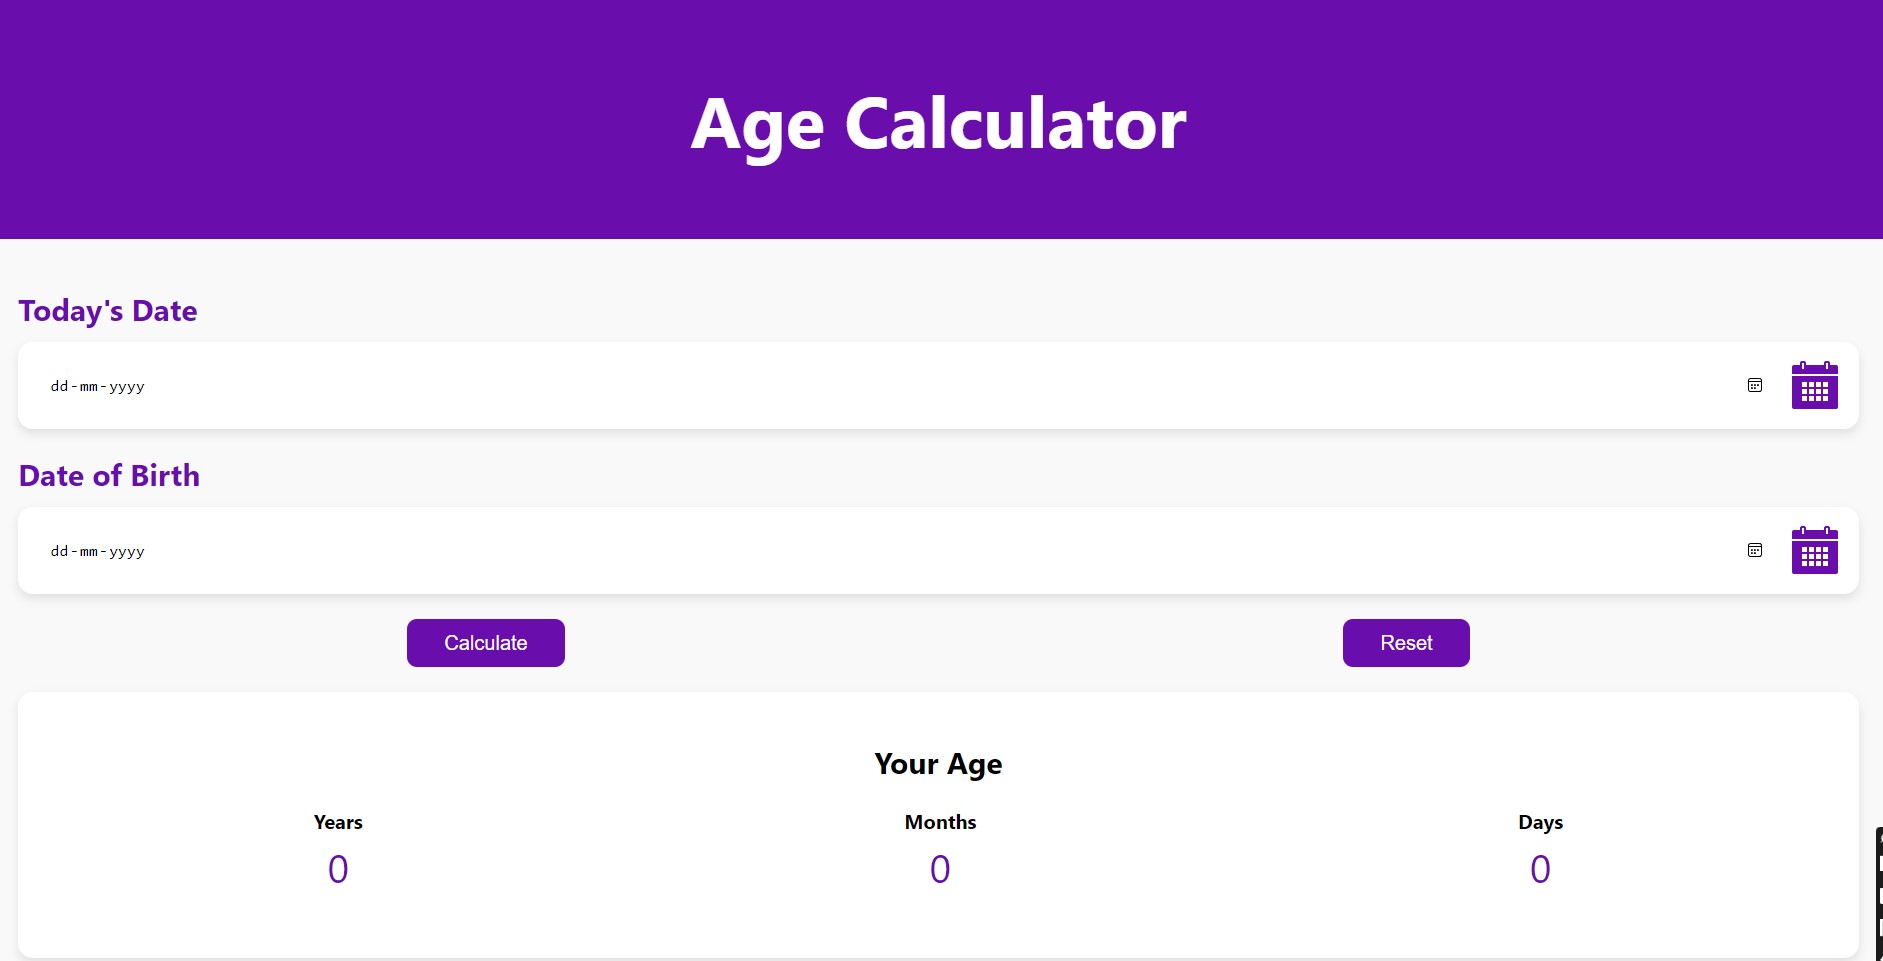 Age Calculator
Today's Date
dd-mm-yyyy
Date of Birth
dd-mm-yyyy
Calculate Reset
Your Age
Years Months Days
0 0 0